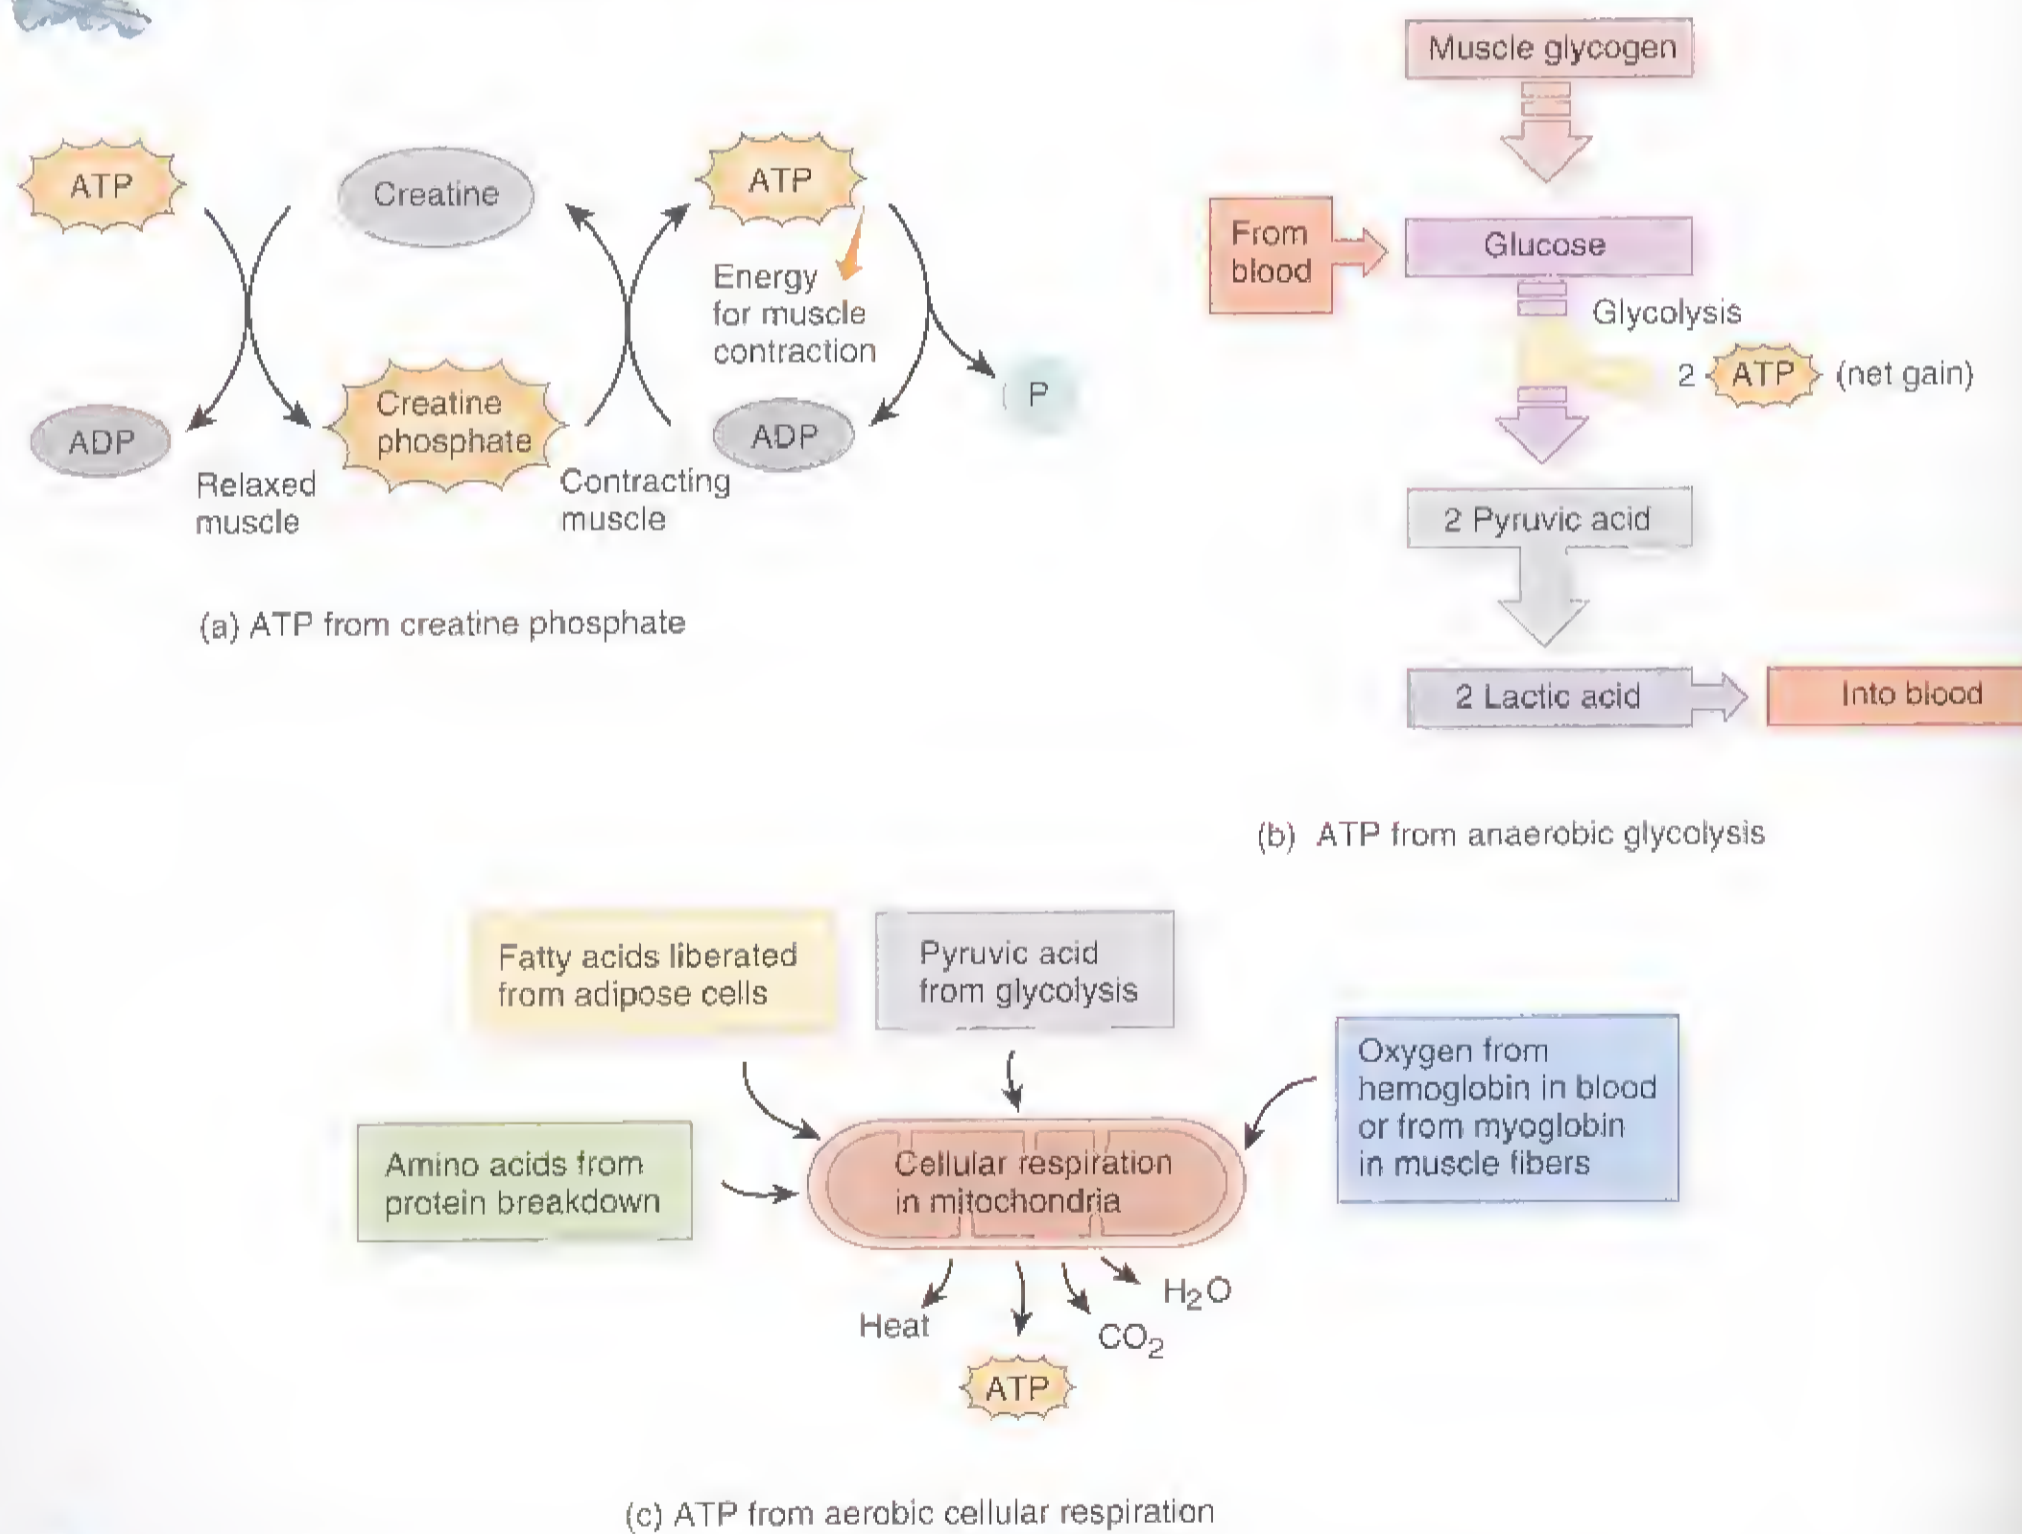 ATP
Creatine
ATP
Energy
for muscle
contraction
P
ADP
Creatine
phosphate
ADP
Relaxed
muscle
Contracting
muscle
(a) ATP from creatine phosphate
Muscle glycogen
From
blood
Glucose
Glycolysis
2 ATP (net gain)
2 Pyruvic acid
2 Lactic acid
Into blood
(b) ATP from anaerobic glycolysis
Fatty acids liberated
from adipose cells
Pyruvic acid
from glycolysis
Oxygen from
hemoglobin in blood
or from myoglobin
in muscle fibers
Amino acids from
protein breakdown
Cellular respiration
in mitochondria
Heat
ATP
CO₂
H₂O
(c) ATP from aerobic cellular respiration